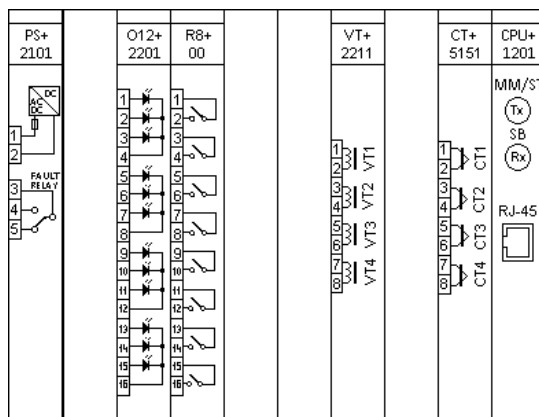 PS+
2101
O12+
2201
R8+
00
VT+
2211
CT+
5151
CPU+
1201
AC
DC
DC
1
2
FAULT
RELAY
3
4
5
1
2
3
4
5
6
7
8
9
10
11
12
13
14
15
16
1
2
3
4
5
6
7
8
9
10
11
12
13
14
15
16
1
2
VT1
3
4
VT2
5
6
VT3
7
8
VT4
1
2
CT1
3
4
CT2
5
6
CT3
7
8
CT4
MM/ST
Tx
SB
Rx
RJ-45